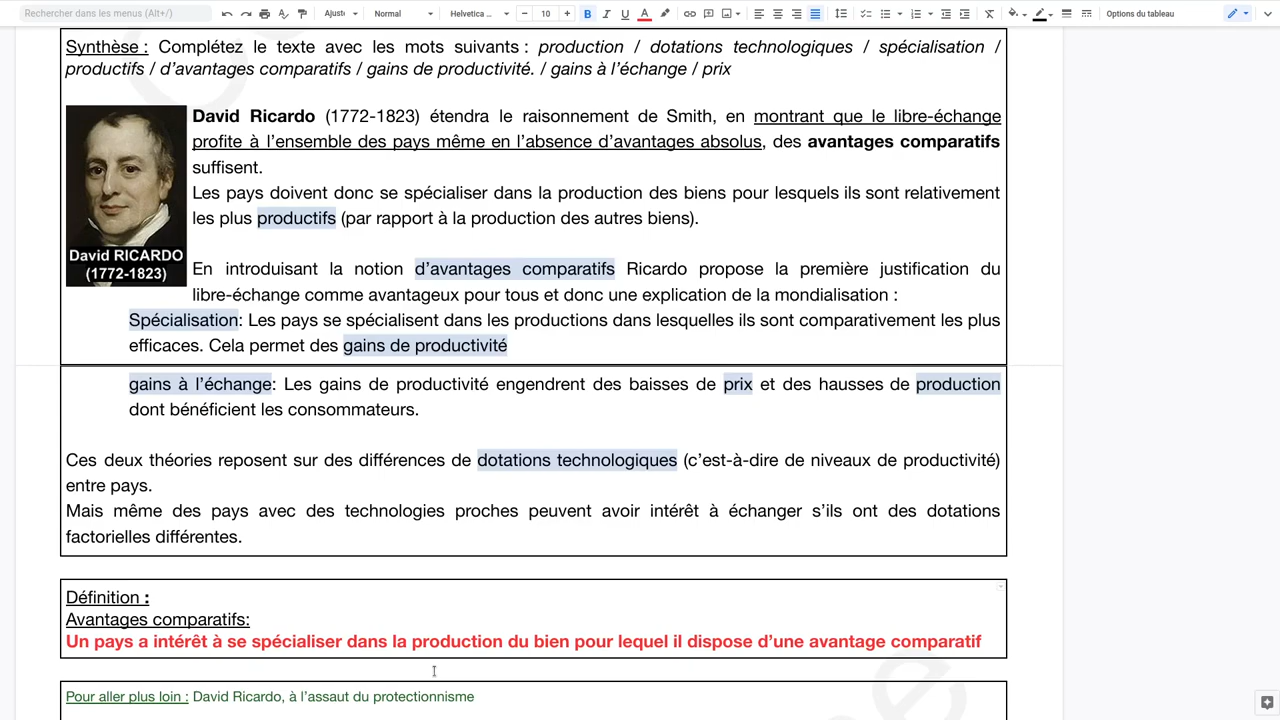 Rechercher dans les menus (Alt+/)
Ajuste
Normal
Helvetica ...
10
B I U A
Options du tableau
Synthèse : Complétez le texte avec les mots suivants : production / dotations technologiques / spécialisation /
productifs / d’avantages comparatifs / gains de productivité. / gains à l’échange / prix
David Ricardo (1772-1823) étendra le raisonnement de Smith, en montrant que le libre-échange
profite à l’ensemble des pays même en l’absence d’avantages absolus, des avantages comparatifs
suffisent.
Les pays doivent donc se spécialiser dans la production des biens pour lesquels ils sont relativement
les plus productifs (par rapport à la production des autres biens).
David RICARDO
(1772-1823)
En introduisant la notion d’avantages comparatifs Ricardo propose la première justification du
libre-échange comme avantageux pour tous et donc une explication de la mondialisation :
Spécialisation: Les pays se spécialisent dans les productions dans lesquelles ils sont comparativement les plus
efficaces. Cela permet des gains de productivité
gains à l’échange: Les gains de productivité engendrent des baisses de prix et des hausses de production
dont bénéficient les consommateurs.
Ces deux théories reposent sur des différences de dotations technologiques (c’est-à-dire de niveaux de productivité)
entre pays.
Mais même des pays avec des technologies proches peuvent avoir intérêt à échanger s’ils ont des dotations
factorielles différentes.
Définition :
Avantages comparatifs:
Un pays a intérêt à se spécialiser dans la production du bien pour lequel il dispose d’une avantage comparatif
Pour aller plus loin : David Ricardo, à l’assaut du protectionnisme